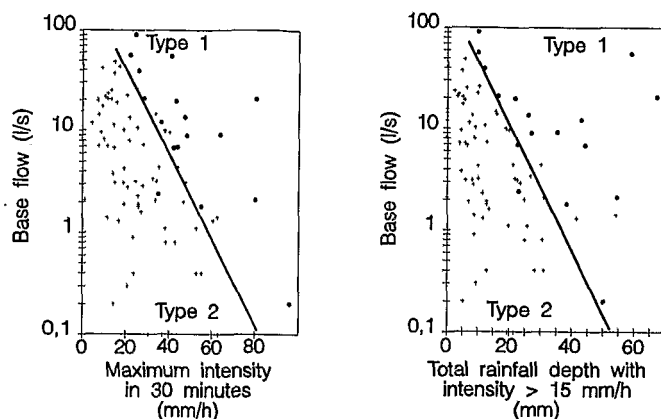 100
10
1
0,1
Base flow (l/s)
Type 1
Type 2
0 20 40 60 80 100
Maximum intensity
in 30 minutes
(mm/h)
100
10
1
0,1
Base flow (l/s)
Type 1
Type 2
0 20 40 60
Total rainfall depth with
intensity > 15 mm/h
(mm)